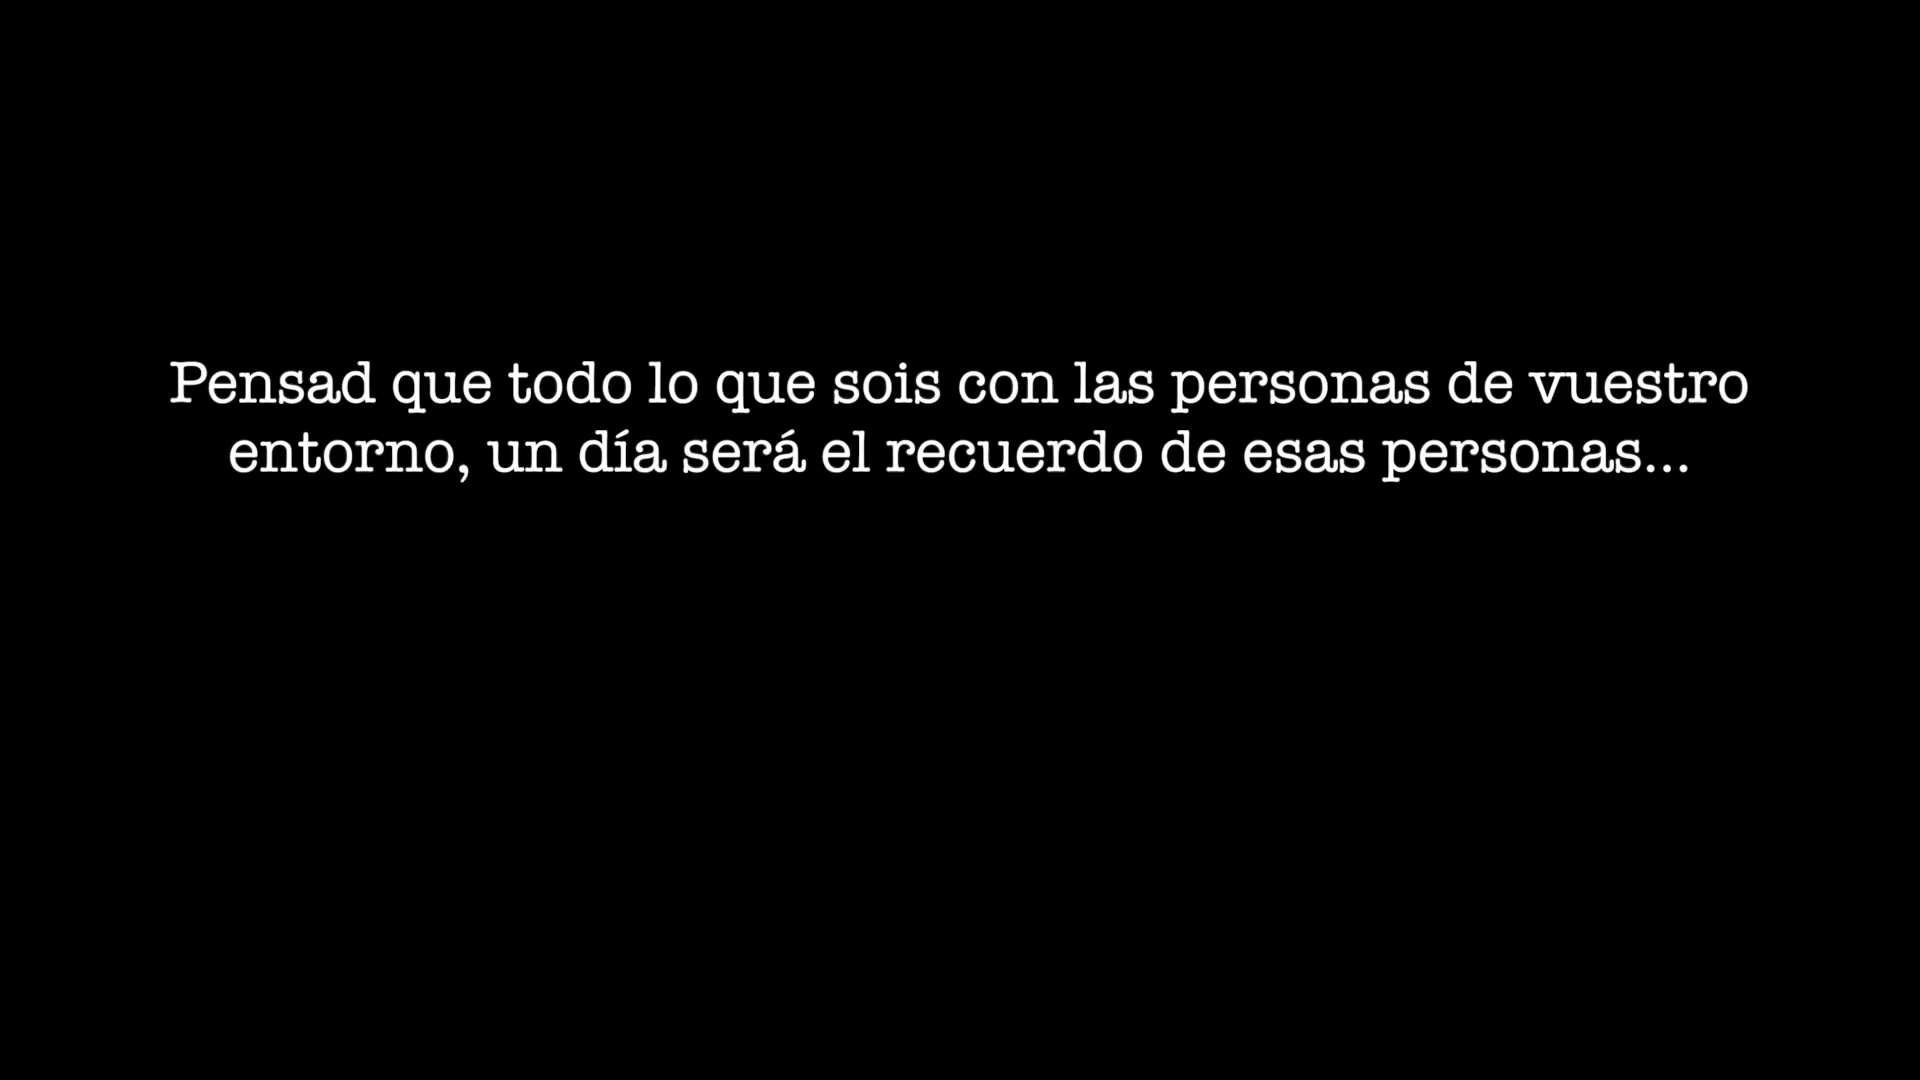 Pensad que todo lo que sois con las personas de vuestro
entorno, un día será el recuerdo de esas personas...